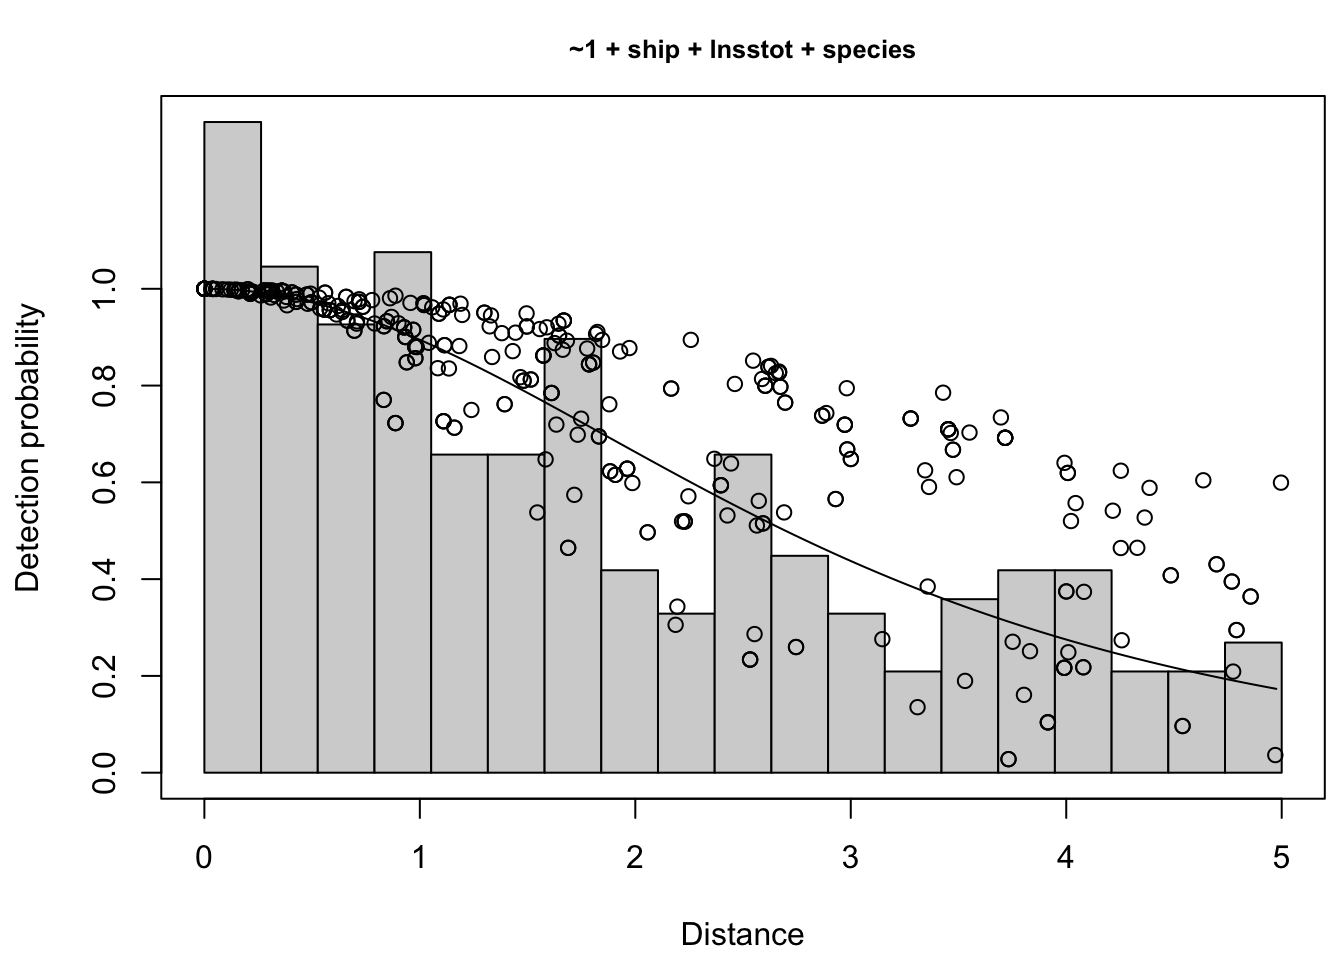 ~1 + ship + lnsstot + species
Detection probability
1.0
0.8
0.6
0.4
0.2
0.0
0 1 2 3 4 5
Distance